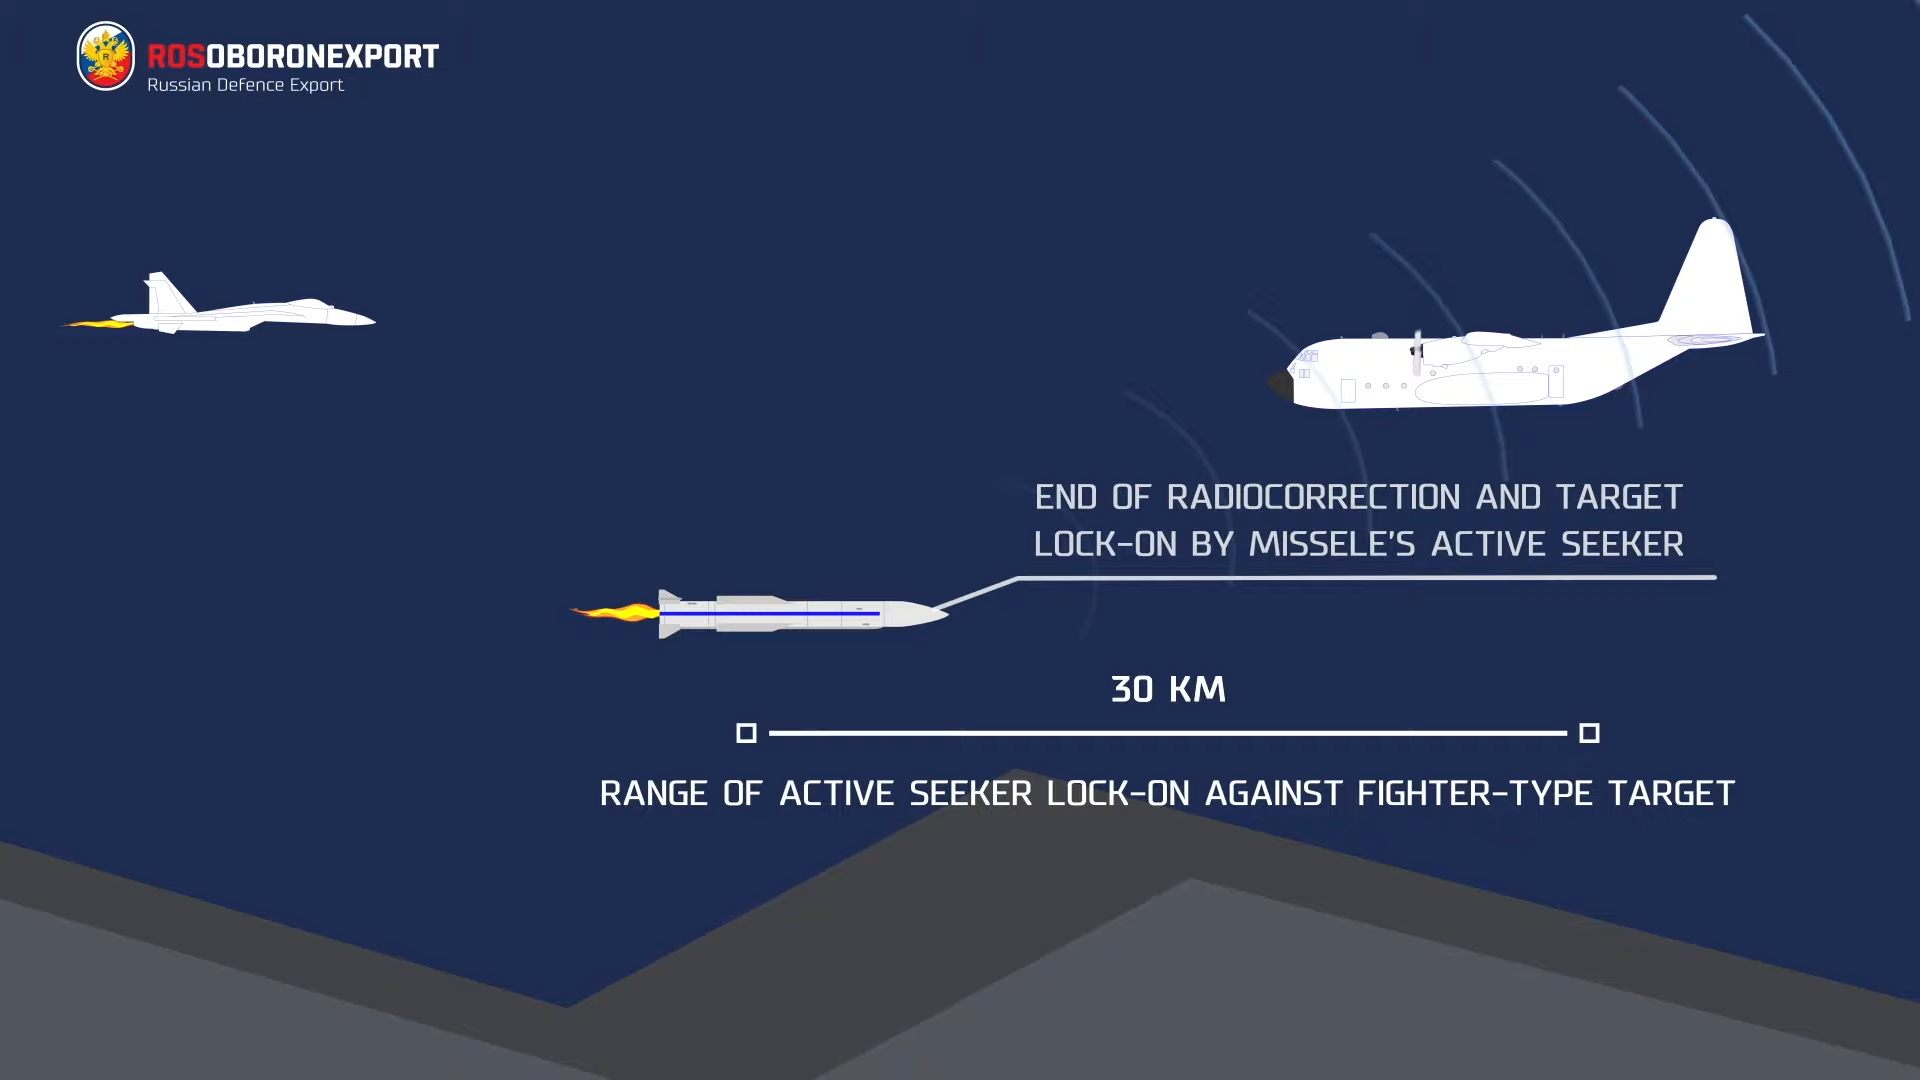 ROSOBORONEXPORT
Russian Defence Export
END OF RADIOCORRECTION AND TARGET
LOCK-ON BY MISSELE'S ACTIVE SEEKER
30 KM
RANGE OF ACTIVE SEEKER LOCK-ON AGAINST FIGHTER-TYPE TARGET